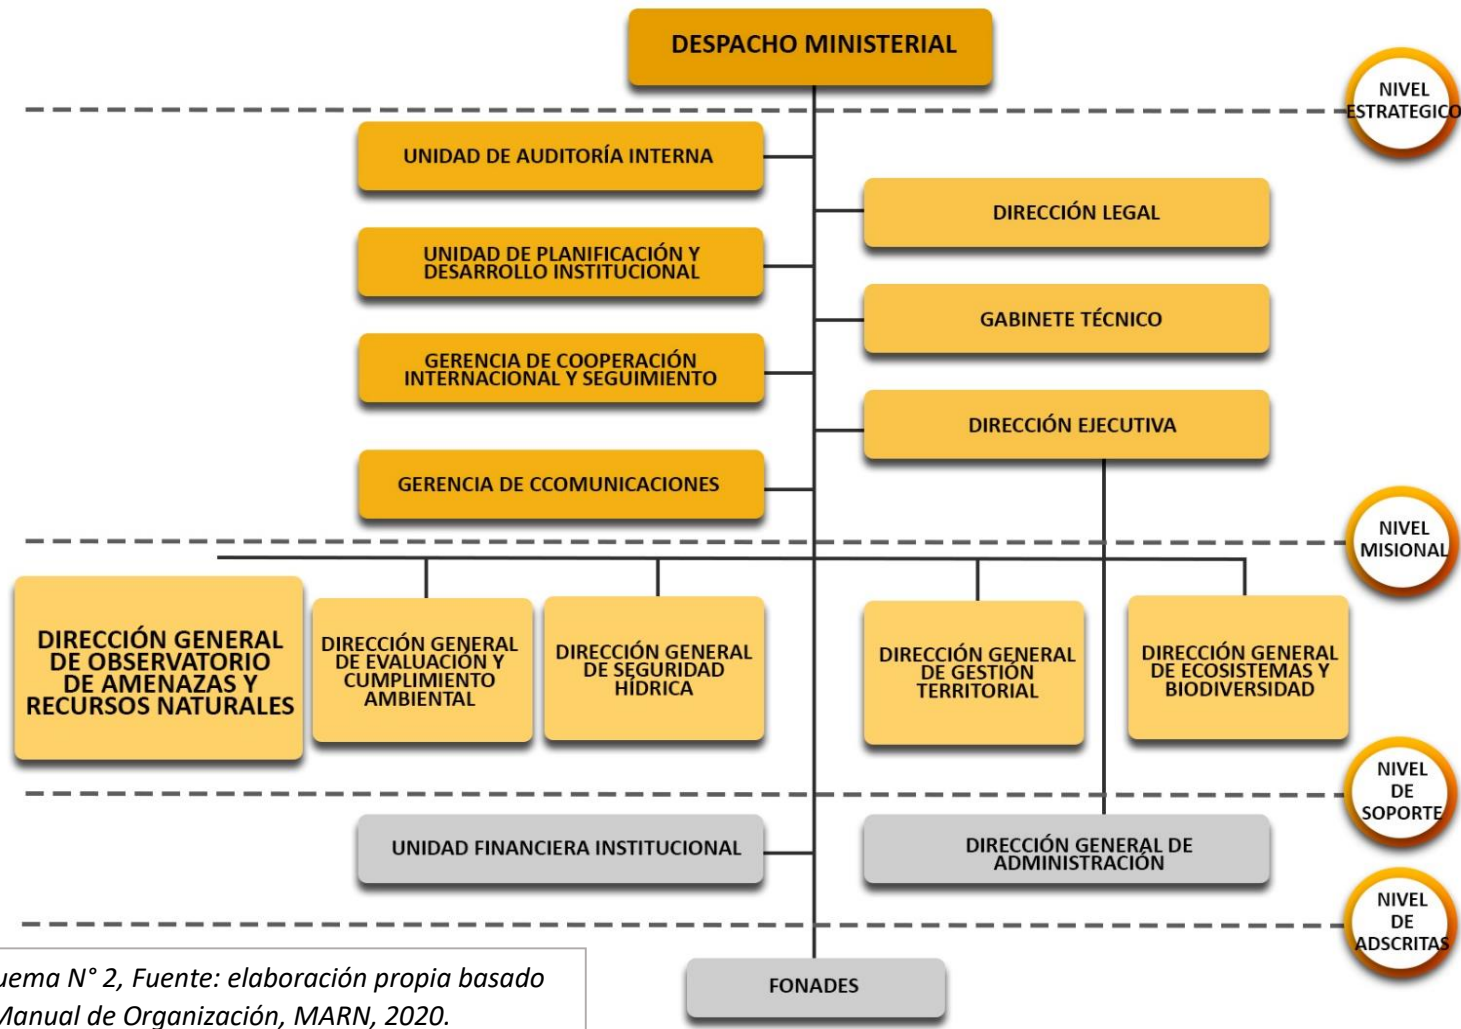 DESPACHO MINISTERIAL
NIVEL
ESTRATEGICO
UNIDAD DE AUDITORÍA INTERNA
DIRECCIÓN LEGAL
UNIDAD DE PLANIFICACIÓN Y
DESARROLLO INSTITUCIONAL
GABINETE TÉCNICO
GERENCIA DE COOPERACIÓN
INTERNACIONAL Y SEGUIMIENTO
DIRECCIÓN EJECUTIVA
GERENCIA DE CCOMUNICACIONES
NIVEL
MISIONAL
DIRECCIÓN GENERAL
DE OBSERVATORIO
DE AMENAZAS Y
RECURSOS NATURALES
DIRECCIÓN GENERAL
DE EVALUACIÓN Y
CUMPLIMIENTO
AMBIENTAL
DIRECCIÓN GENERAL
DE SEGURIDAD
HÍDRICA
DIRECCIÓN GENERAL
DE GESTIÓN
TERRITORIAL
DIRECCIÓN GENERAL
DE ECOSISTEMAS Y
BIODIVERSIDAD
NIVEL
DE
SOPORTE
UNIDAD FINANCIERA INSTITUCIONAL
DIRECCIÓN GENERAL DE
ADMINISTRACIÓN
NIVEL
DE
ADSCRITAS
FONADES
uema N° 2, Fuente: elaboración propia basado
Manual de Organización, MARN, 2020.